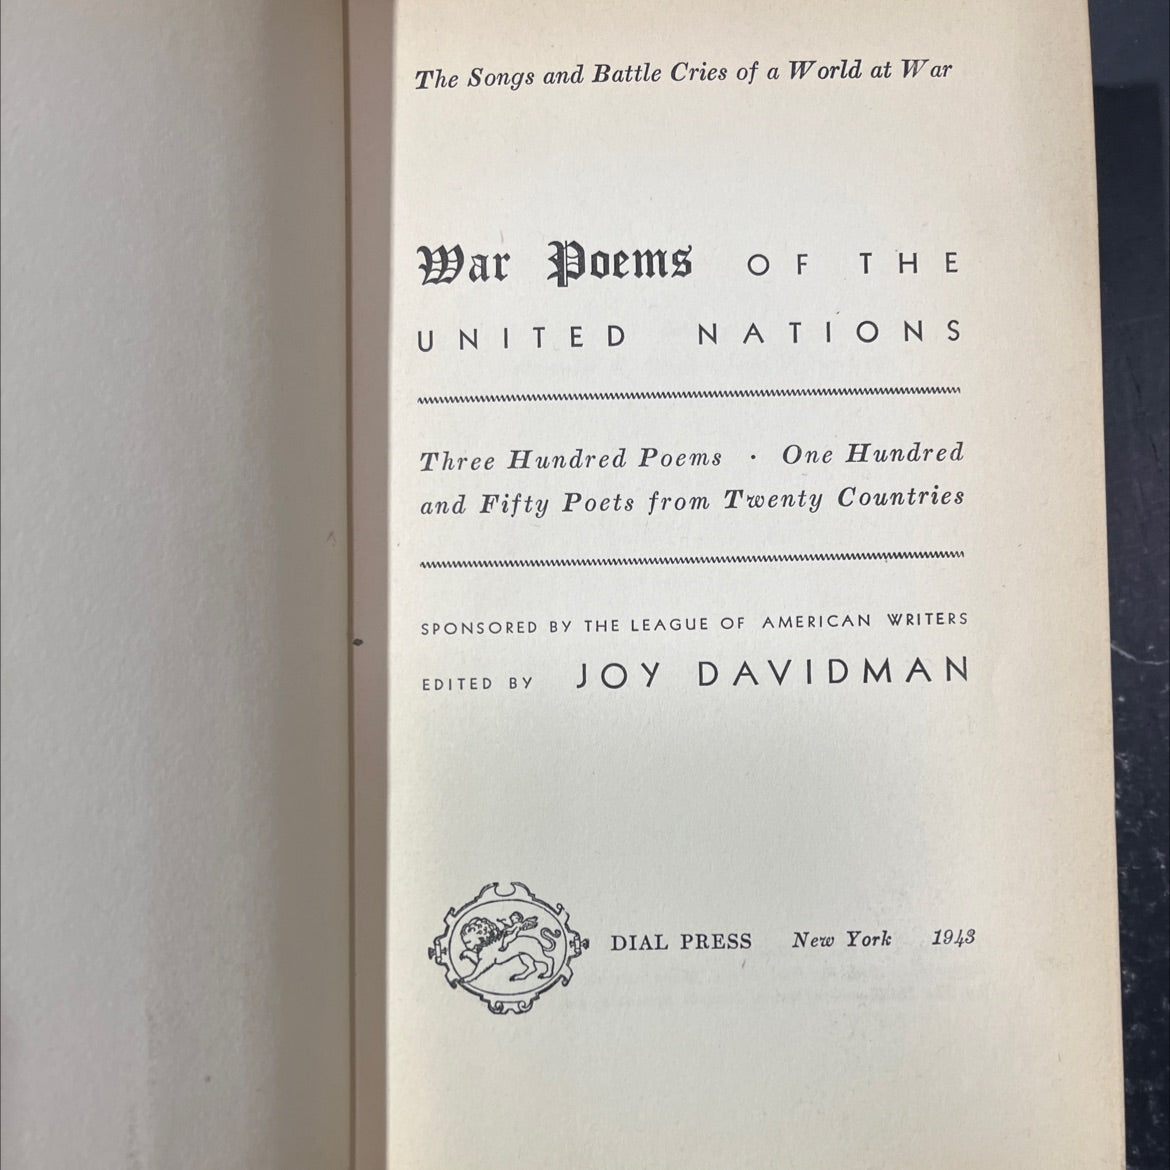 The Songs and Battle Cries of a World at War
War Poems OF THE
UNITED NATIONS
Three Hundred Poems · One Hundred
and Fifty Poets from Twenty Countries
SPONSORED BY THE LEAGUE OF AMERICAN WRITERS
EDITED BY JOY DAVIDMAN
DIAL PRESS New York 1943